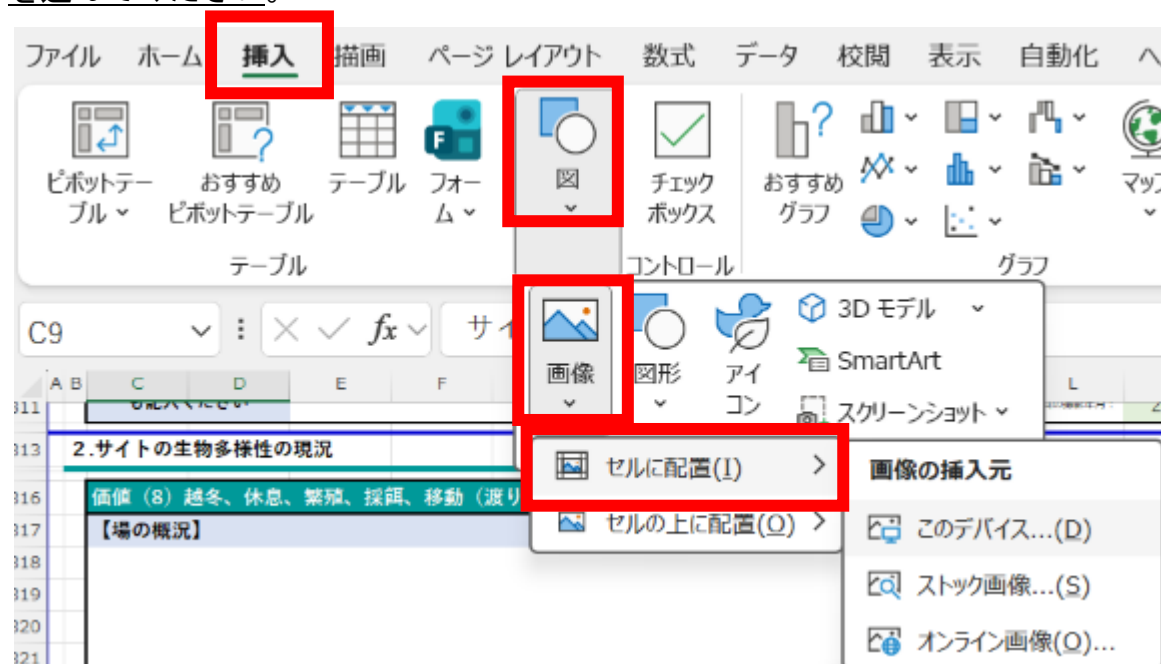 ファイル ホーム 挿入 描画 ページ レイアウト 数式 データ 校閲 表示 自動化 ヘ
ピボットテー
ブル
おすすめ
ピボットテーブル
テーブル
フォー
ム
図
チェック
ボックス
おすすめ
グラフ
マップ
テーブル
コントロール
グラフ
C9
fx
サイ
画像
図形
アイ
コン
3D モデル
SmartArt
スクリーンショット
A B C D E F L
311
313 2.サイトの生物多様性の現況
316 価値（8）越冬、休息、繁殖、採餌、移動（渡り
317 【場の概況】
318
319
320
321
セルに配置(I)
セルの上に配置(O)
画像の挿入元
このデバイス...(D)
ストック画像...(S)
オンライン画像(O)...